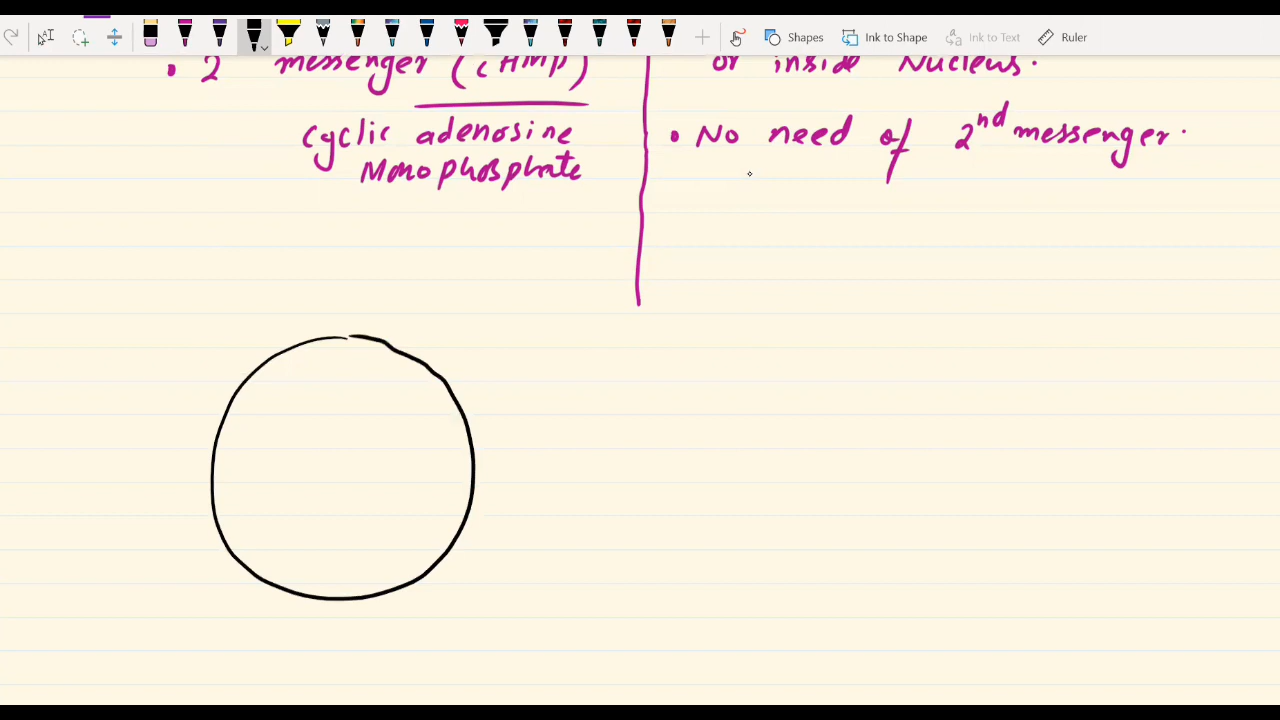 Shapes
Ink to Shape
Ink to Text
Ruler
• 2 messenger (cAMP)
cyclic adenosine
Monophosphate
or inside Nucleus.
• No need of 2nd messenger.